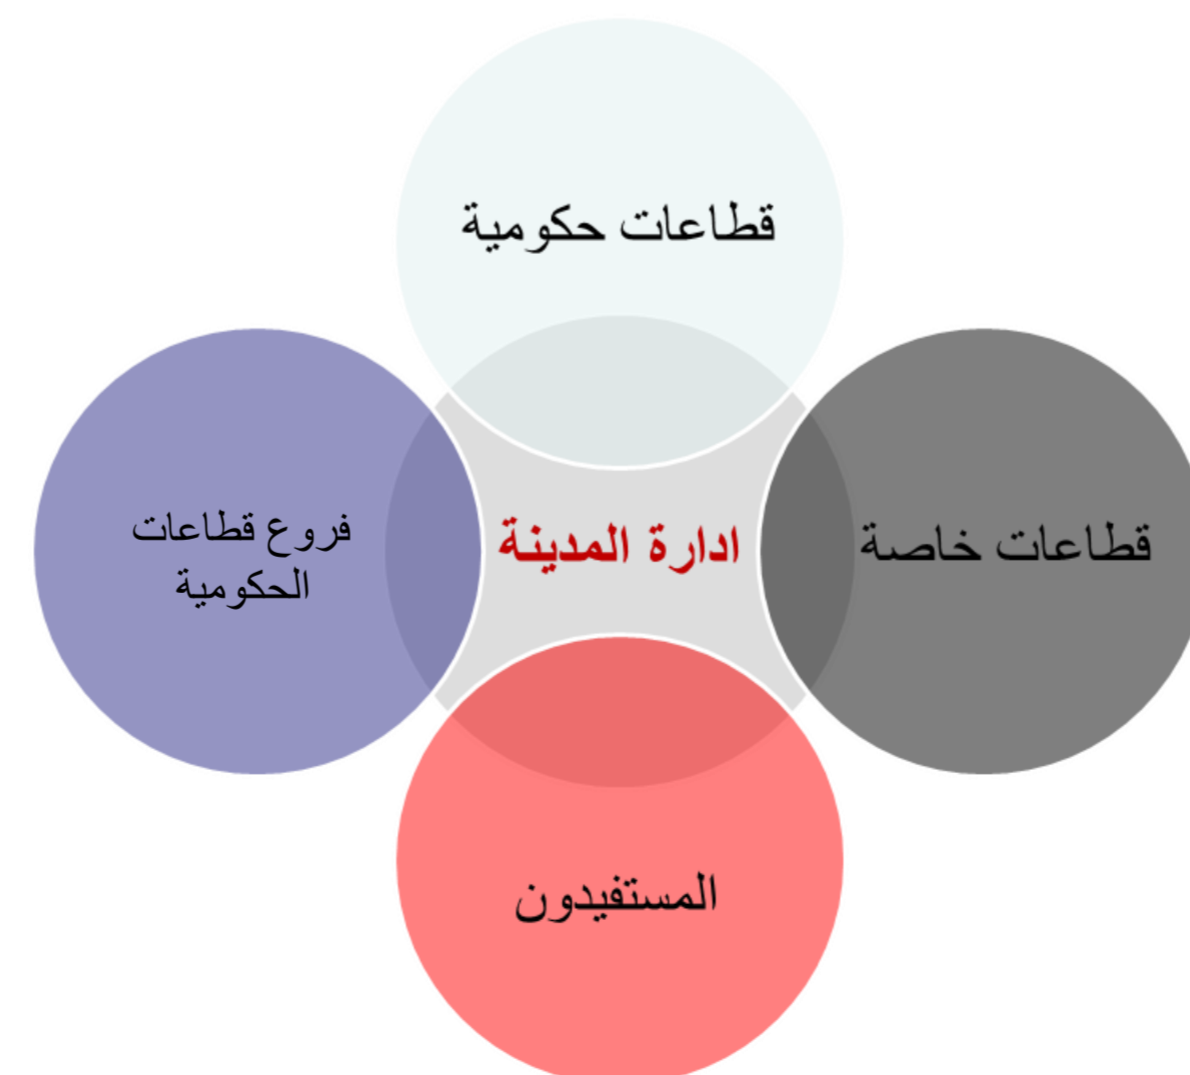 قطاعات حكومية
قطاعات خاصة
ادارة المدينة
فروع قطاعات
الحكومية
المستفيدون